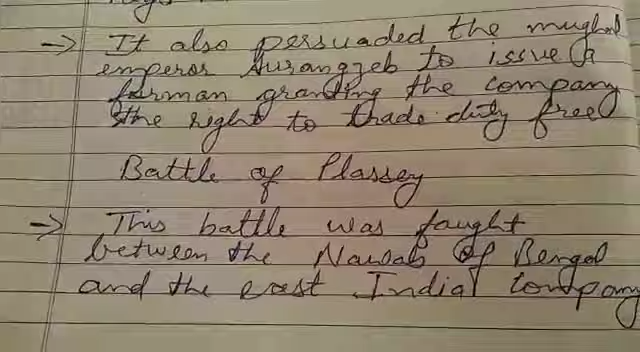 → It also persuaded the mughal
emperor Aurangzeb to issue a
farman granting the company
the right to trade duty free
Battle of Plassey
→ This battle was faught
between the Nawab of Bengal
and the east India company